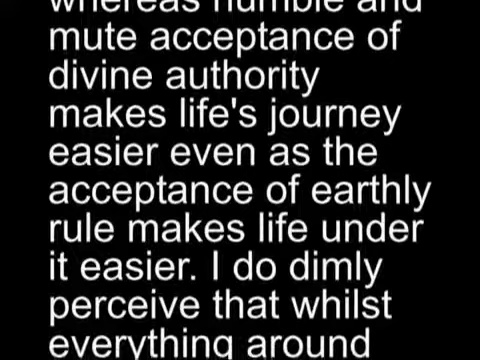 whereas humble and
mute acceptance of
divine authority
makes life's journey
easier even as the
acceptance of earthly
rule makes life under
it easier. I do dimly
perceive that whilst
everything around